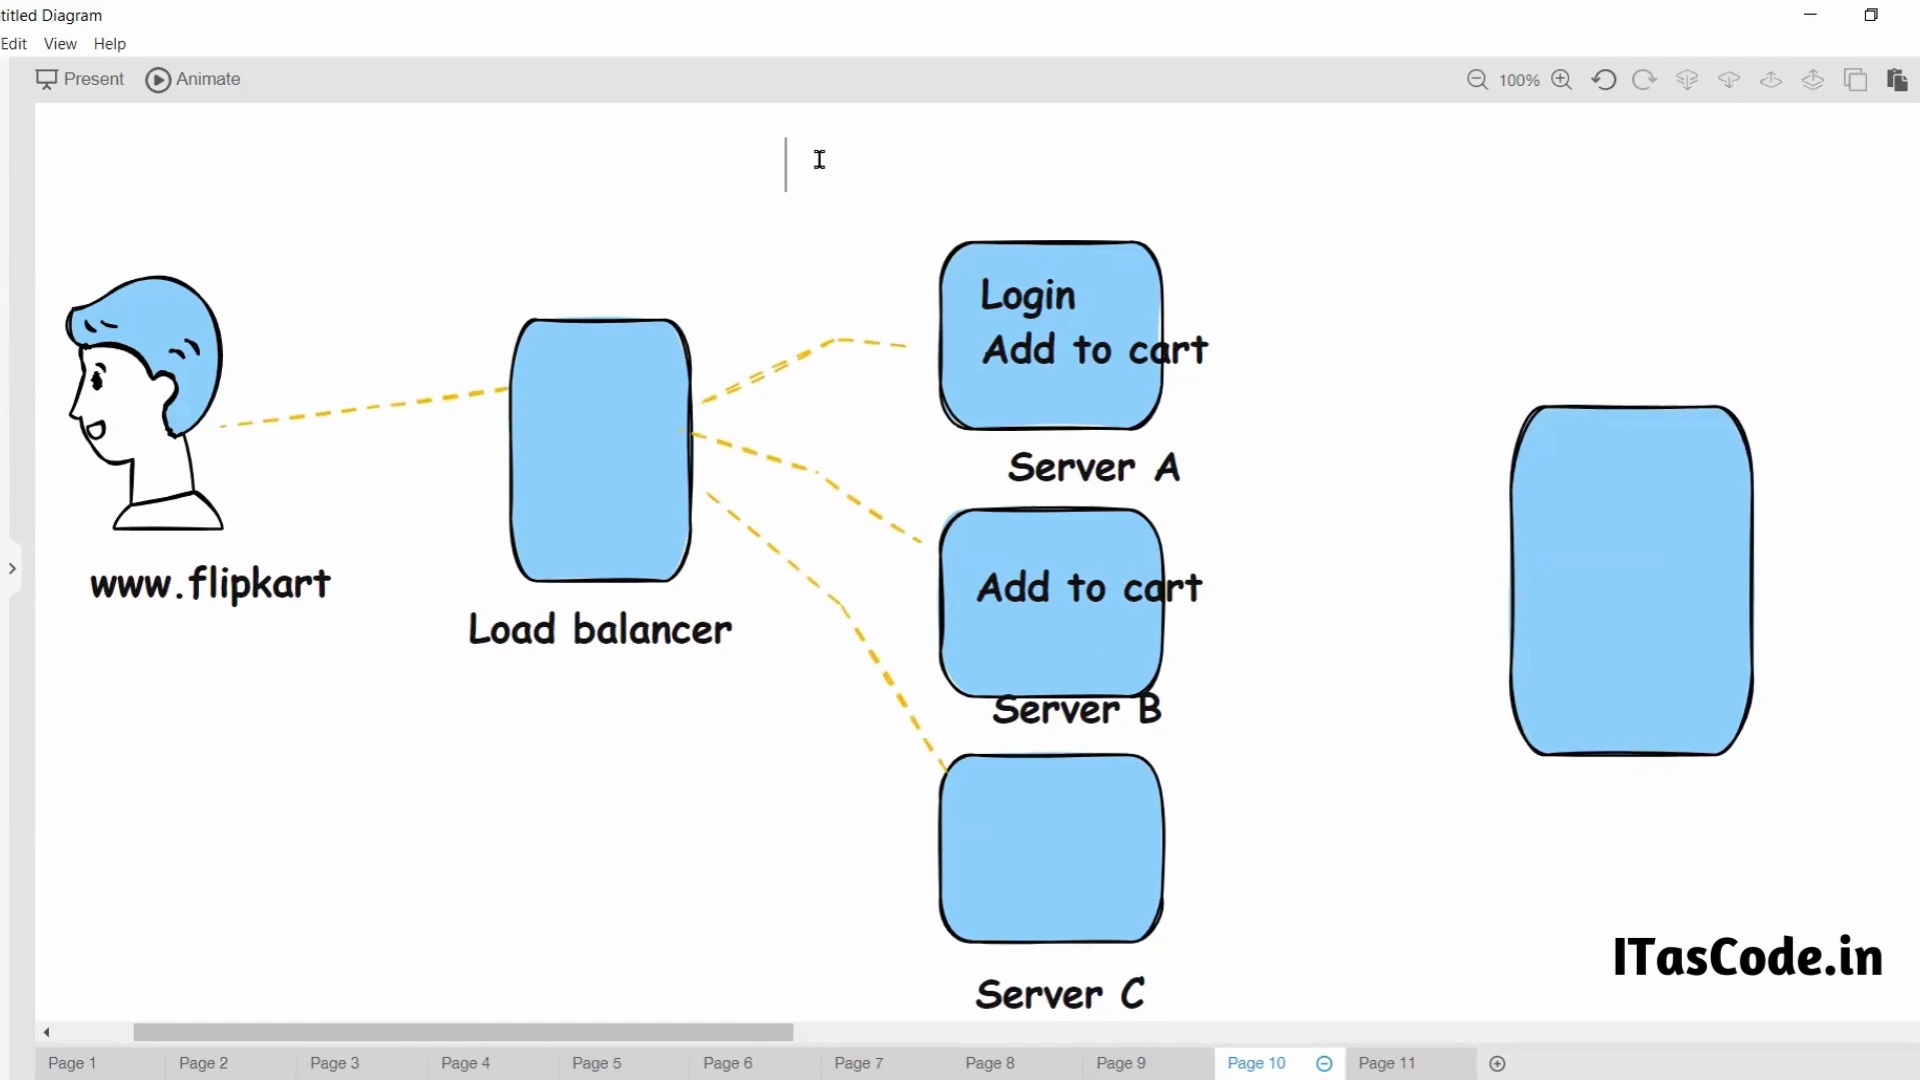 titled Diagram
Edit View Help
Present Animate 100%
Login
Add to cart
Server A
www.flipkart
Add to cart
Load balancer
Server B
ITasCode.in
Server C
Page 1 Page 2 Page 3 Page 4 Page 5 Page 6 Page 7 Page 8 Page 9 Page 10 Page 11